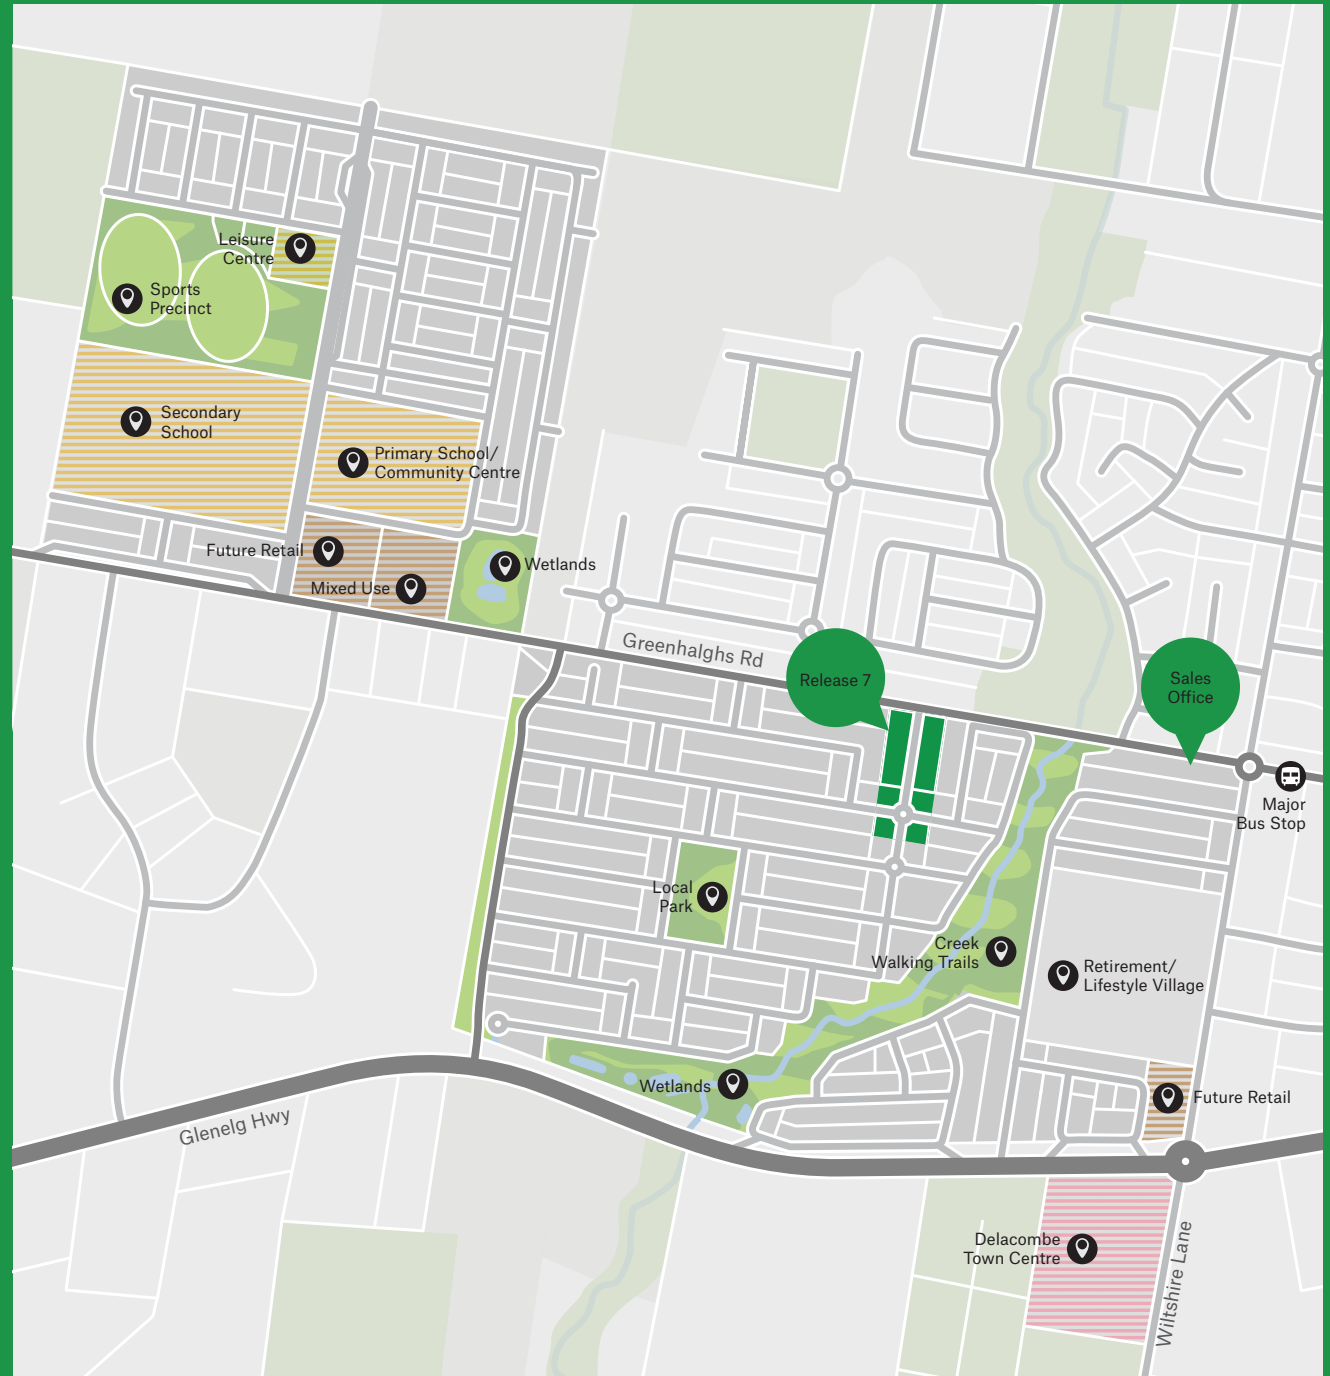 Leisure
Centre
Sports
Precinct
Secondary
School
Primary School/
Community Centre
Future Retail
Mixed Use
Wetlands
Greenhalghs Rd
Release 7
Sales
Office
Major
Bus Stop
Local
Park
Creek
Walking Trails
Retirement/
Lifestyle Village
Wetlands
Future Retail
Glenelg Hwy
Delacombe
Town Centre
Wiltshire Lane